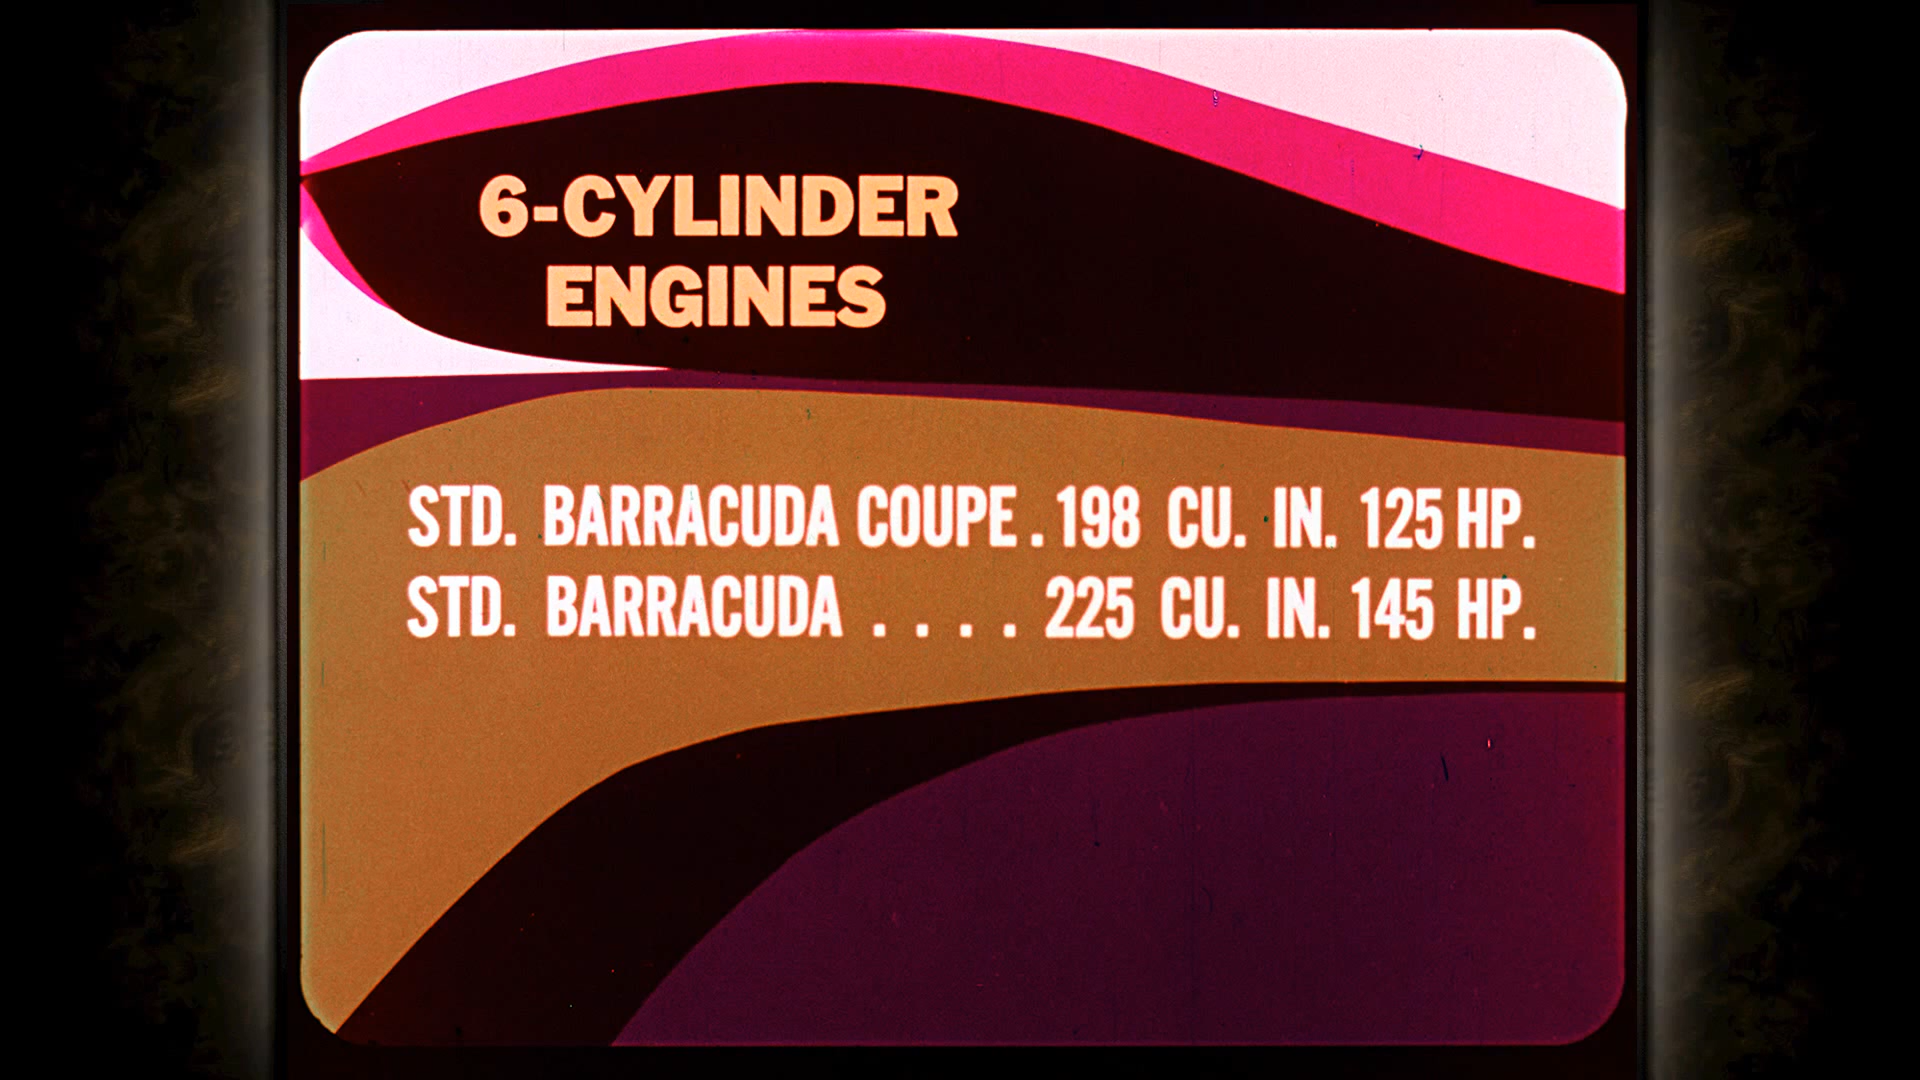 6-CYLINDER
ENGINES
STD. BARRACUDA COUPE . 198 CU. IN. 125 HP.
STD. BARRACUDA . . . . 225 CU. IN. 145 HP.